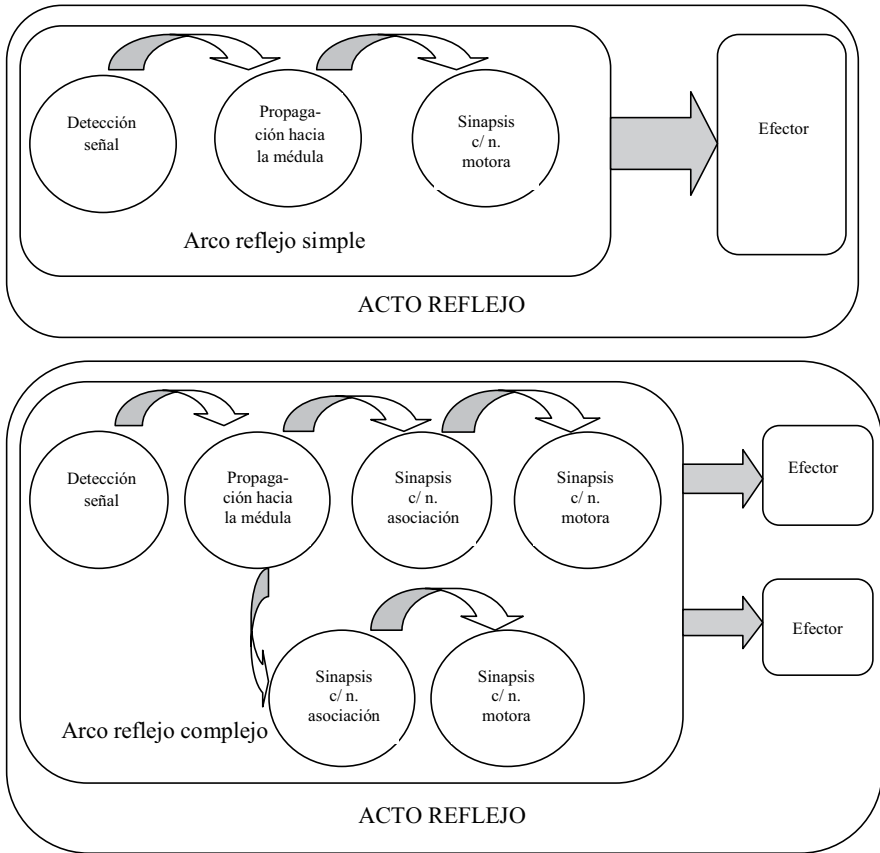 Detección
señal
Propaga-
ción hacia
la médula
Sinapsis
c/ n.
motora
Efector
Arco reflejo simple
ACTO REFLEJO
Detección
señal
Propaga-
ción hacia
la médula
Sinapsis
c/ n.
asociación
Sinapsis
c/ n.
motora
Efector
Sinapsis
c/ n.
asociación
Sinapsis
c/ n.
motora
Efector
Arco reflejo complejo
ACTO REFLEJO